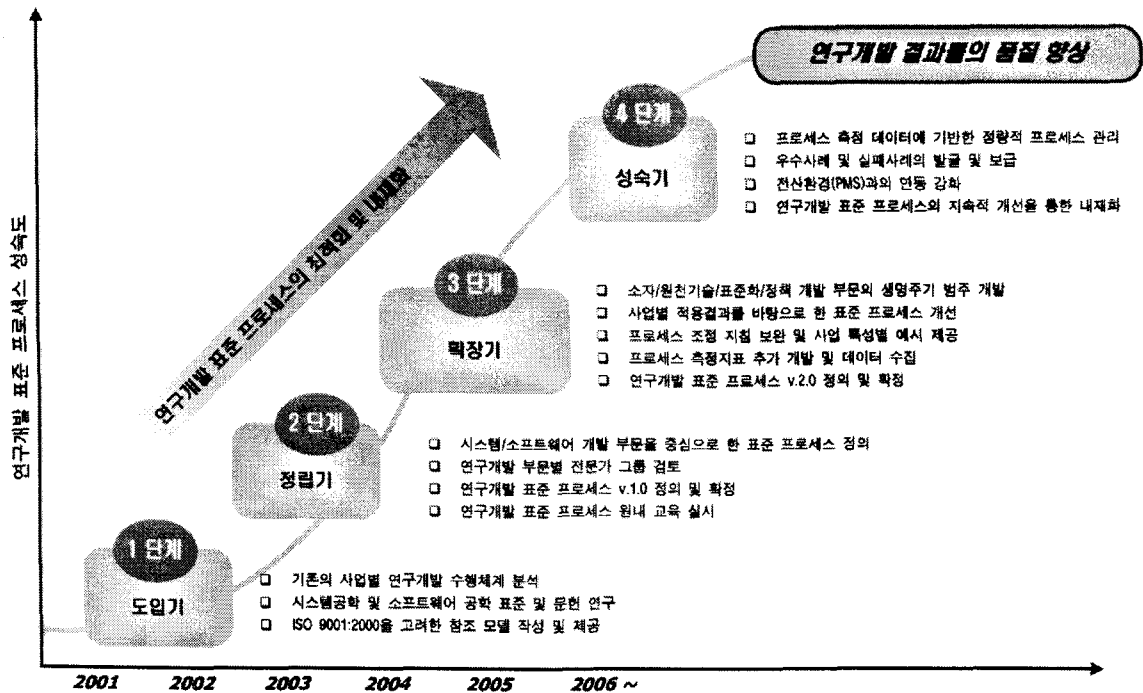 연구개발 결과물의 품질 향상
4 단계
성숙기
❑ 프로세스 측정 데이터에 기반한 정량적 프로세스 관리
❑ 우수사례 및 실패사례의 발굴 및 보급
❑ 전산환경(PMS)과의 연동 강화
❑ 연구개발 표준 프로세스의 지속적 개선을 통한 내재화
연구개발 표준 프로세스의 최적화 및 내재화
연구개발 표준 프로세스 성숙도
3 단계
확장기
❑ 소자/원천기술/표준화/정책 개발 부문의 생명주기 범주 개발
❑ 사업별 적용결과를 바탕으로 한 표준 프로세스 개선
❑ 프로세스 조정 지침 보완 및 사업 특성별 예시 제공
❑ 프로세스 측정지표 추가 개발 및 데이터 수집
❑ 연구개발 표준 프로세스 v.2.0 정의 및 확정
2 단계
정립기
❑ 시스템/소프트웨어 개발 부문을 중심으로 한 표준 프로세스 정의
❑ 연구개발 부문별 전문가 그룹 검토
❑ 연구개발 표준 프로세스 v.1.0 정의 및 확정
❑ 연구개발 표준 프로세스 원내 교육 실시
1 단계
도입기
❑ 기존의 사업별 연구개발 수행체계 분석
❑ 시스템공학 및 소프트웨어 공학 표준 및 문헌 연구
❑ ISO 9001:2000을 고려한 참조 모델 작성 및 제공
2001 2002 2003 2004 2005 2006 ~